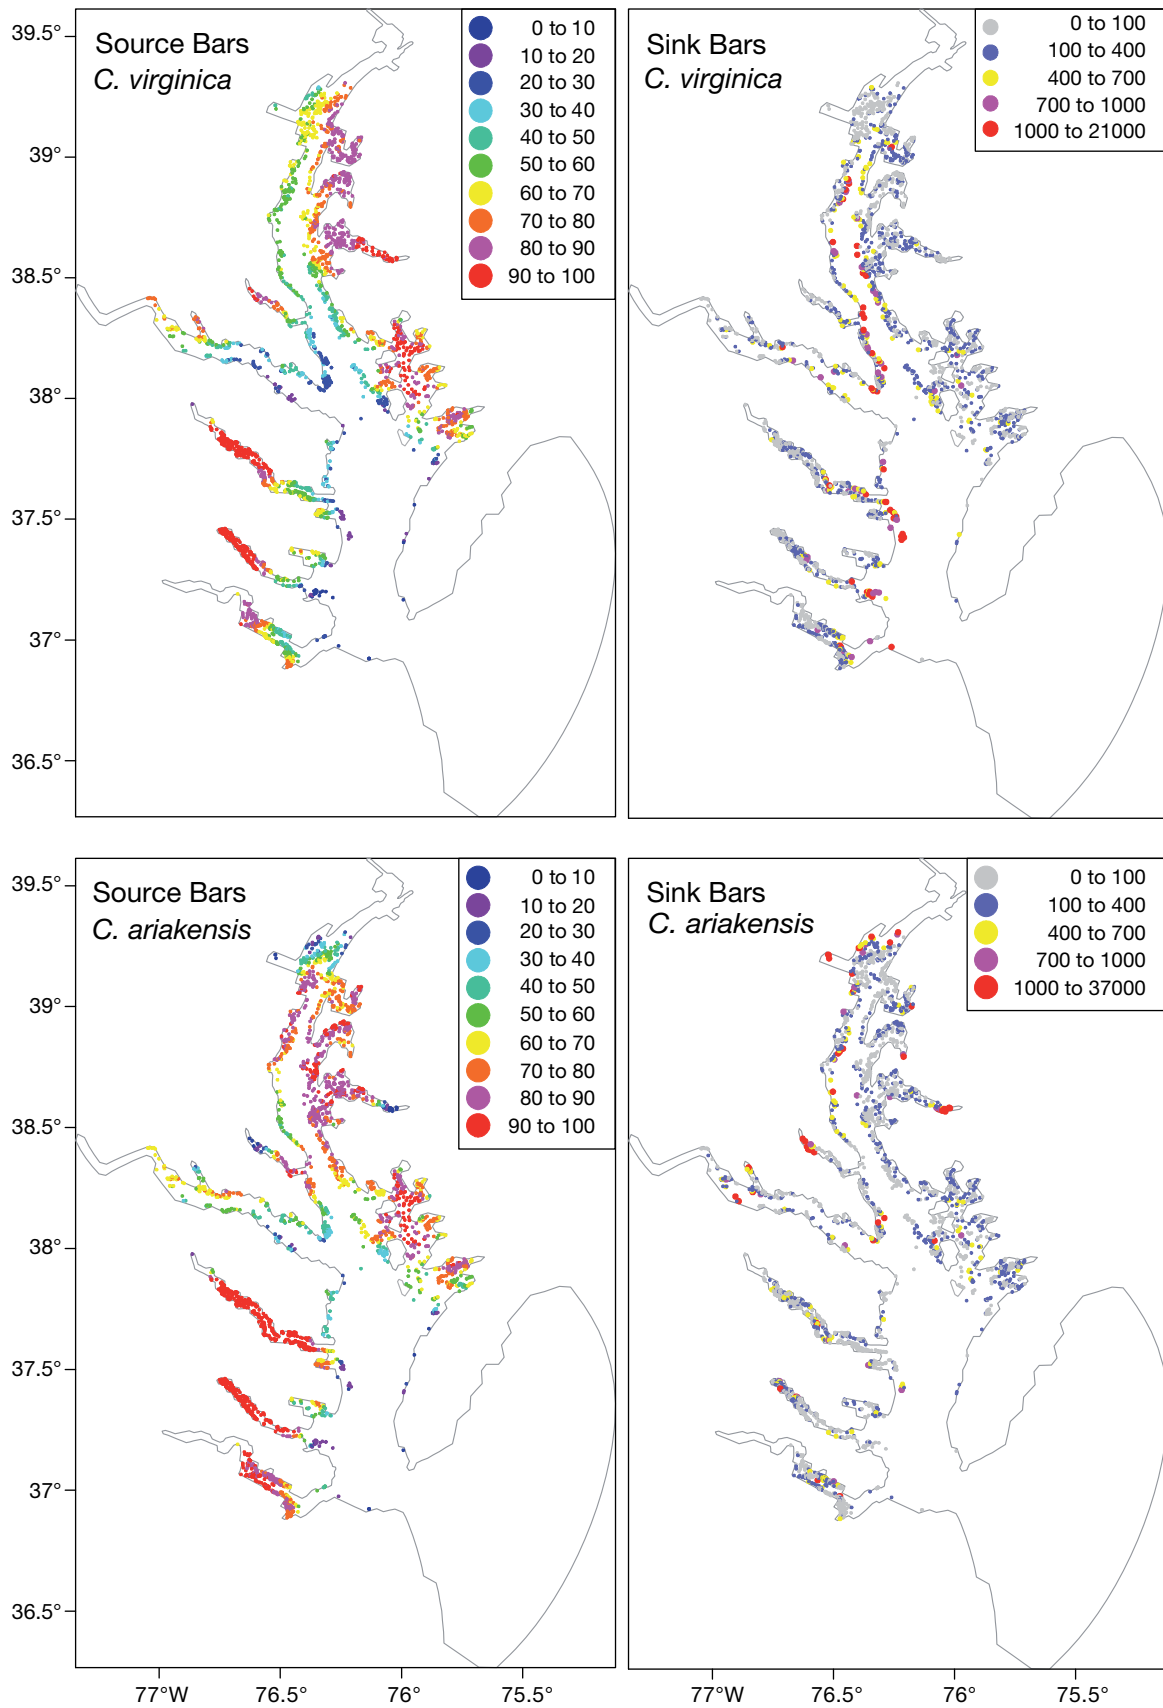 Source Bars
C. virginica
0 to 10
10 to 20
20 to 30
30 to 40
40 to 50
50 to 60
60 to 70
70 to 80
80 to 90
90 to 100
39.5°
39°
38.5°
38°
37.5°
37°
36.5°
Sink Bars
C. virginica
0 to 100
100 to 400
400 to 700
700 to 1000
1000 to 21000
Source Bars
C. ariakensis
0 to 10
10 to 20
20 to 30
30 to 40
40 to 50
50 to 60
60 to 70
70 to 80
80 to 90
90 to 100
39.5°
39°
38.5°
38°
37.5°
37°
36.5°
77°W 76.5° 76° 75.5°
Sink Bars
C. ariakensis
0 to 100
100 to 400
400 to 700
700 to 1000
1000 to 37000
77°W 76.5° 76° 75.5°